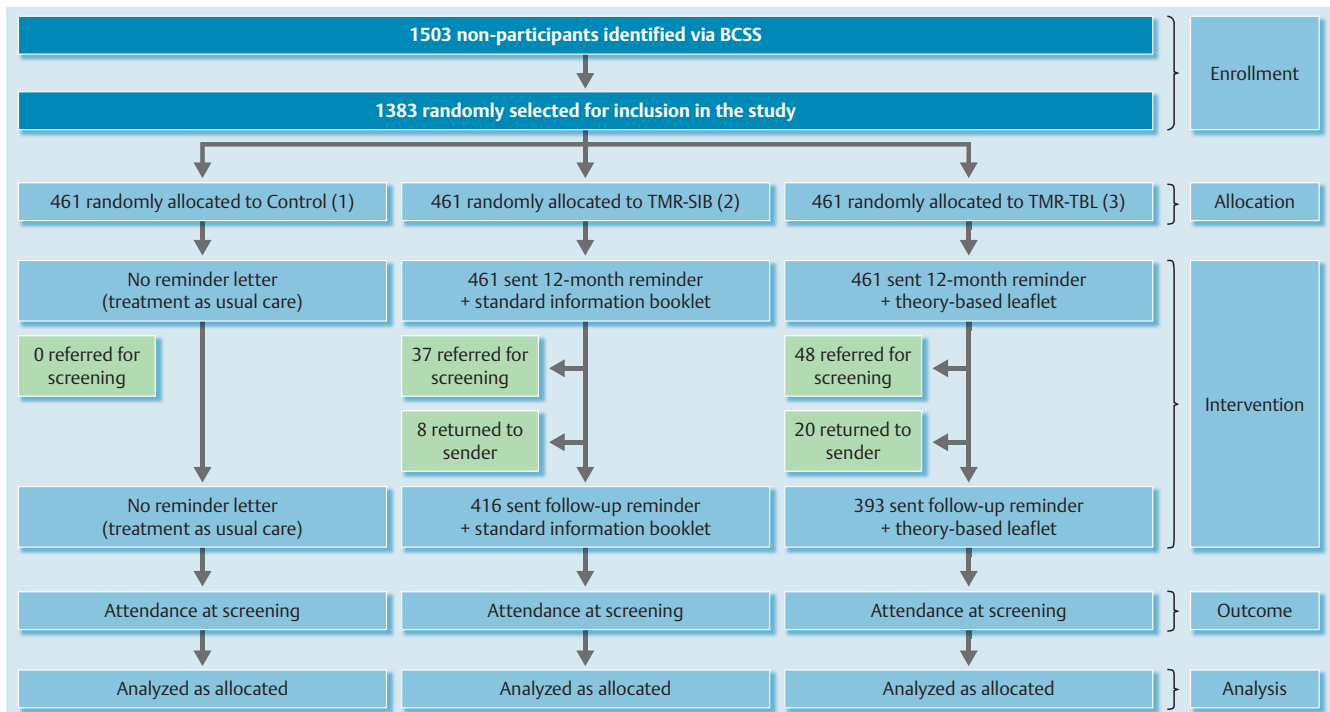 1503 non-participants identified via BCSS
Enrollment
1383 randomly selected for inclusion in the study
461 randomly allocated to Control (1)
461 randomly allocated to TMR-SIB (2)
461 randomly allocated to TMR-TBL (3)
Allocation
No reminder letter
(treatment as usual care)
461 sent 12-month reminder
+ standard information booklet
461 sent 12-month reminder
+ theory-based leaflet
0 referred for
screening
37 referred for
screening
48 referred for
screening
Intervention
8 returned to
sender
20 returned to
sender
No reminder letter
(treatment as usual care)
416 sent follow-up reminder
+ standard information booklet
393 sent follow-up reminder
+ theory-based leaflet
Attendance at screening
Attendance at screening
Attendance at screening
Outcome
Analyzed as allocated
Analyzed as allocated
Analyzed as allocated
Analysis